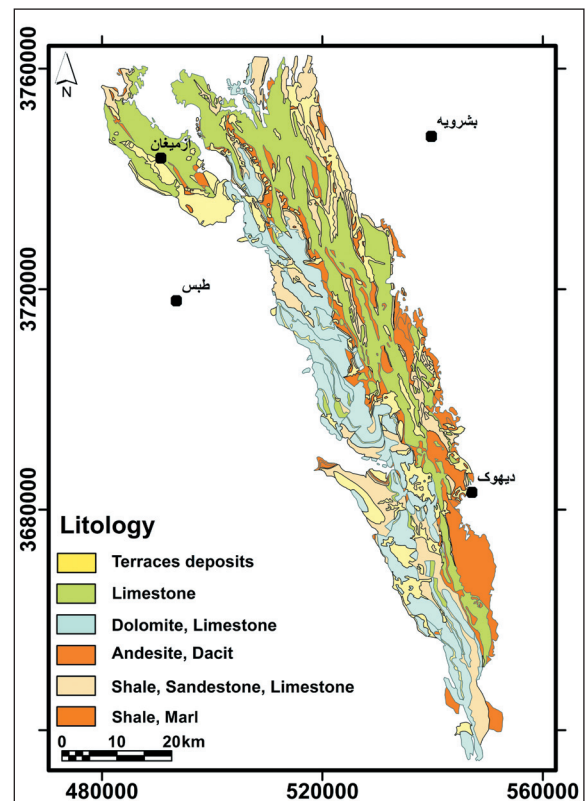 3760000
N
بشرویه
ازمیغان
طبس
3720000
دیهوک
3680000
Litology
Terraces deposits
Limestone
Dolomite, Limestone
Andesite, Dacit
Shale, Sandestone, Limestone
Shale, Marl
0 10 20km
480000 520000 560000